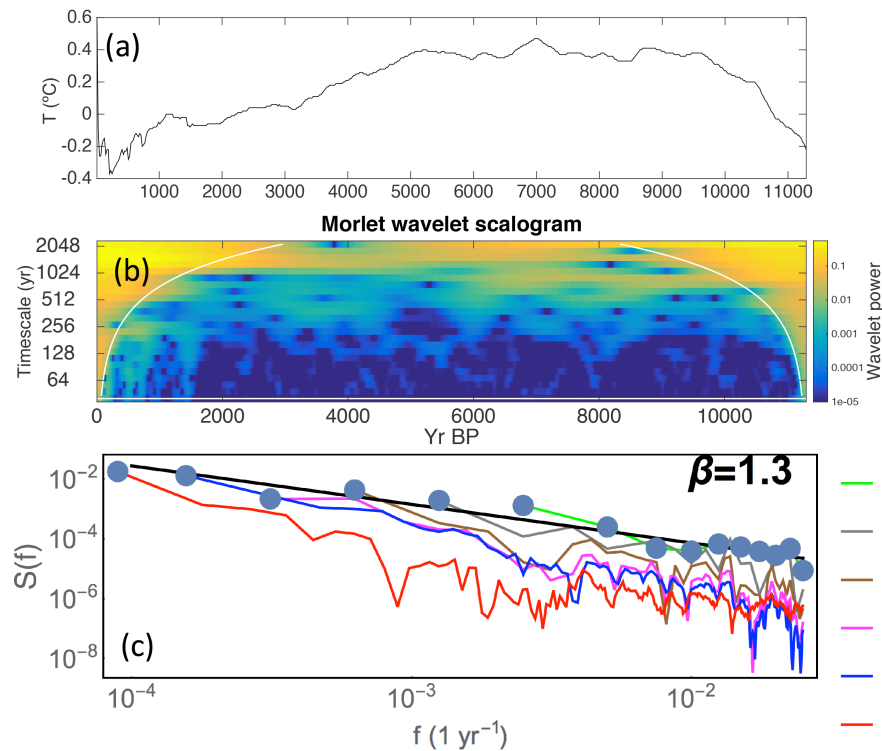 0.6
(a)
0.4
0.2
0
-0.2
-0.4
T (ºC)
1000 2000 3000 4000 5000 6000 7000 8000 9000 10000 11000
Morlet wavelet scalogram
(b)
2048
1024
512
256
128
64
Timescale (yr)
0 2000 4000 6000 8000 10000
Yr BP
0.1
0.01
0.001
0.0001
1e-05
Wavelet power
β=1.3
10⁻²
10⁻⁴
10⁻⁶
10⁻⁸
S(f)
(c)
10⁻⁴ 10⁻³ 10⁻²
f (1 yr⁻¹)